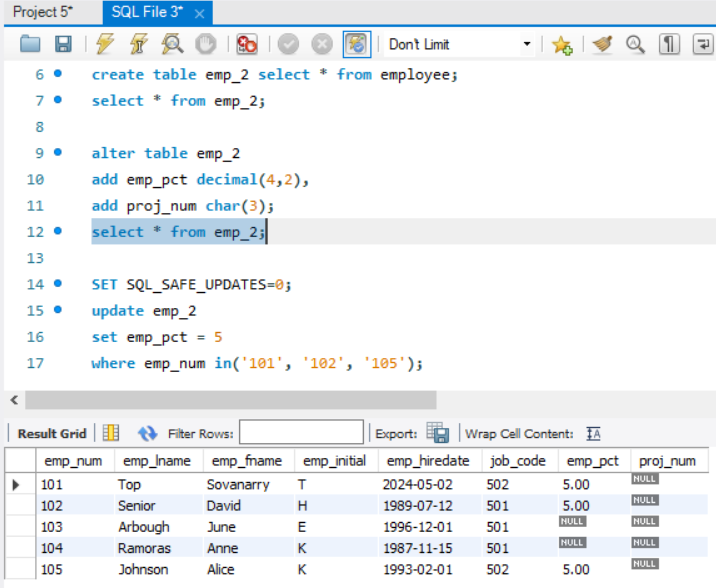 Project 5* SQL File 3*
Don't Limit
6 create table emp_2 select * from employee;
7 select * from emp_2;
8
9 alter table emp_2
10 add emp_pct decimal(4,2),
11 add proj_num char(3);
12 select * from emp_2;
13
14 SET SQL_SAFE_UPDATES=0;
15 update emp_2
16 set emp_pct = 5
17 where emp_num in('101', '102', '105');
Result Grid Filter Rows: Export: Wrap Cell Content:
emp_num emp_lname emp_fname emp_initial emp_hiredate job_code emp_pct proj_num
101 Top Sovanarry T 2024-05-02 502 5.00 NULL
102 Senior David H 1989-07-12 501 5.00 NULL
103 Arbough June E 1996-12-01 501 NULL NULL
104 Ramoras Anne K 1987-11-15 501 NULL NULL
105 Johnson Alice K 1993-02-01 502 5.00 NULL